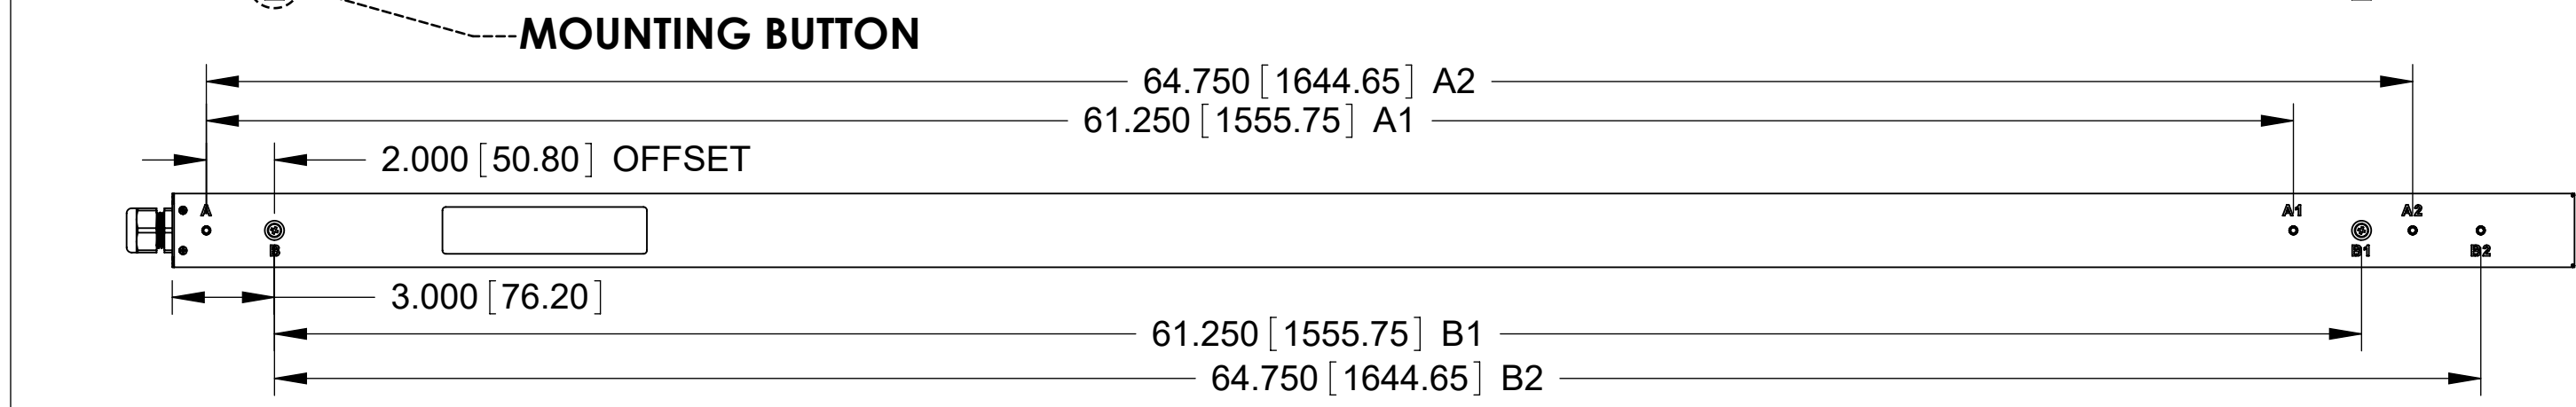 MOUNTING BUTTON
64.750 [1644.65] A2
61.250 [1555.75] A1
2.000 [50.80] OFFSET
A A1 A2
B B1 B2
3.000 [76.20]
61.250 [1555.75] B1
64.750 [1644.65] B2